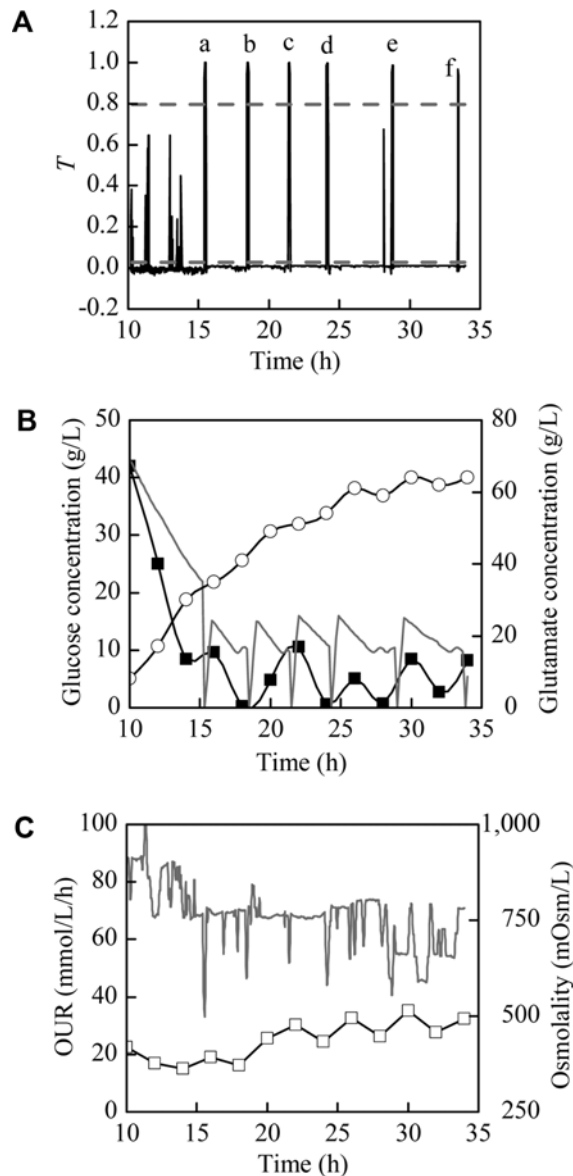 A
1.2
1.0
0.8
0.6
0.4
0.2
0.0
-0.2
T
a b c d e f
10 15 20 25 30 35
Time (h)
B
50
40
30
20
10
0
Glucose concentration (g/L)
80
60
40
20
0
Glutamate concentration (g/L)
10 15 20 25 30 35
Time (h)
C
100
80
60
40
20
0
OUR (mmol/L/h)
1,000
750
500
250
Osmolality (mOsm/L)
10 15 20 25 30 35
Time (h)